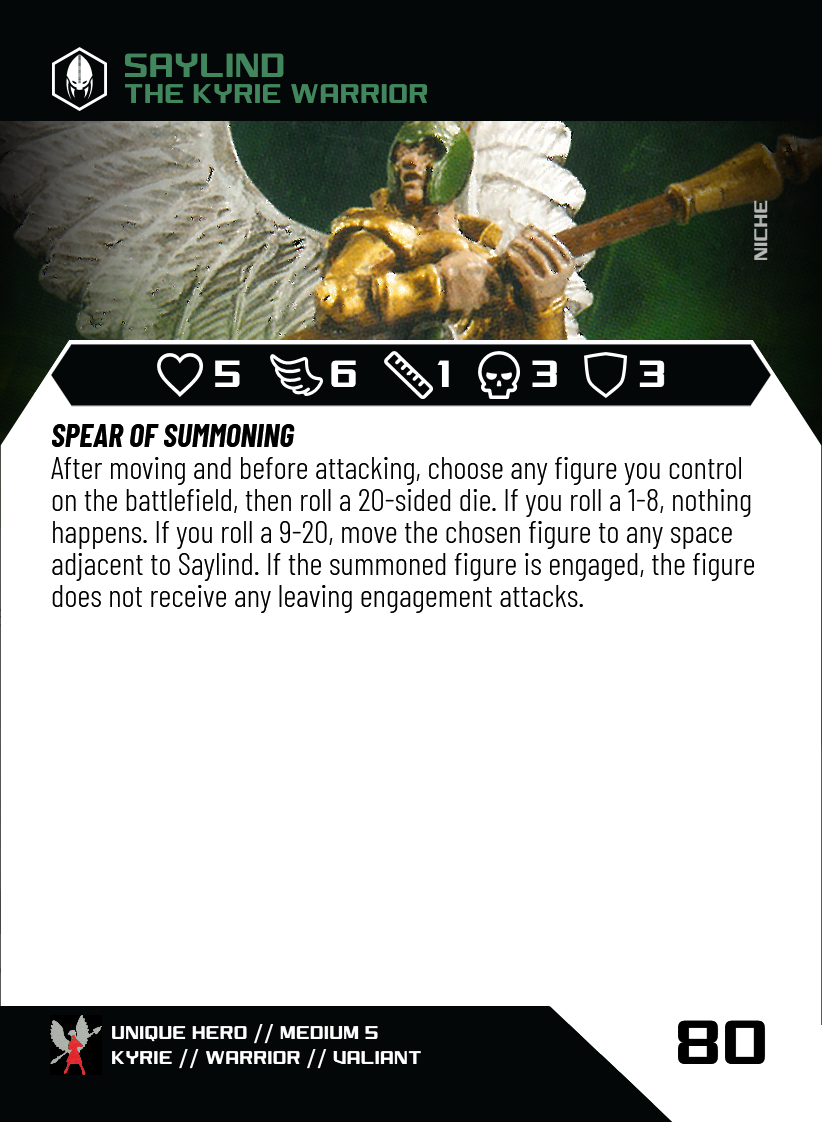 SAYLIND
THE KYRIE WARRIOR
NICHE
5 6 1 3 3
SPEAR OF SUMMONING
After moving and before attacking, choose any figure you control
on the battlefield, then roll a 20-sided die. If you roll a 1-8, nothing
happens. If you roll a 9-20, move the chosen figure to any space
adjacent to Saylind. If the summoned figure is engaged, the figure
does not receive any leaving engagement attacks.
UNIQUE HERO // MEDIUM 5
KYRIE // WARRIOR // VALIANT
80